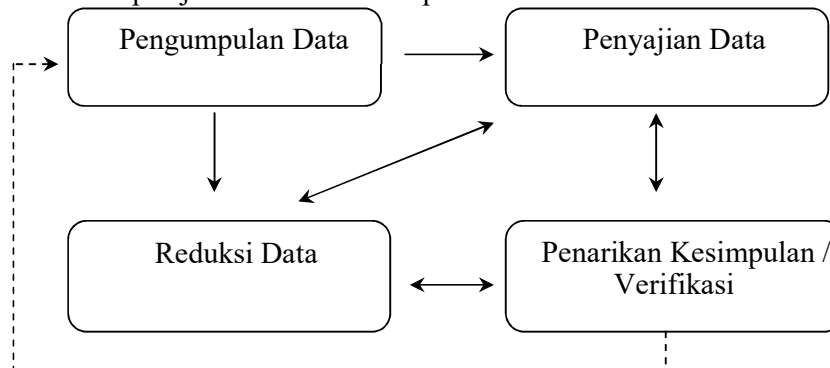 Pengumpulan Data
Penyajian Data
Reduksi Data
Penarikan Kesimpulan /
Verifikasi